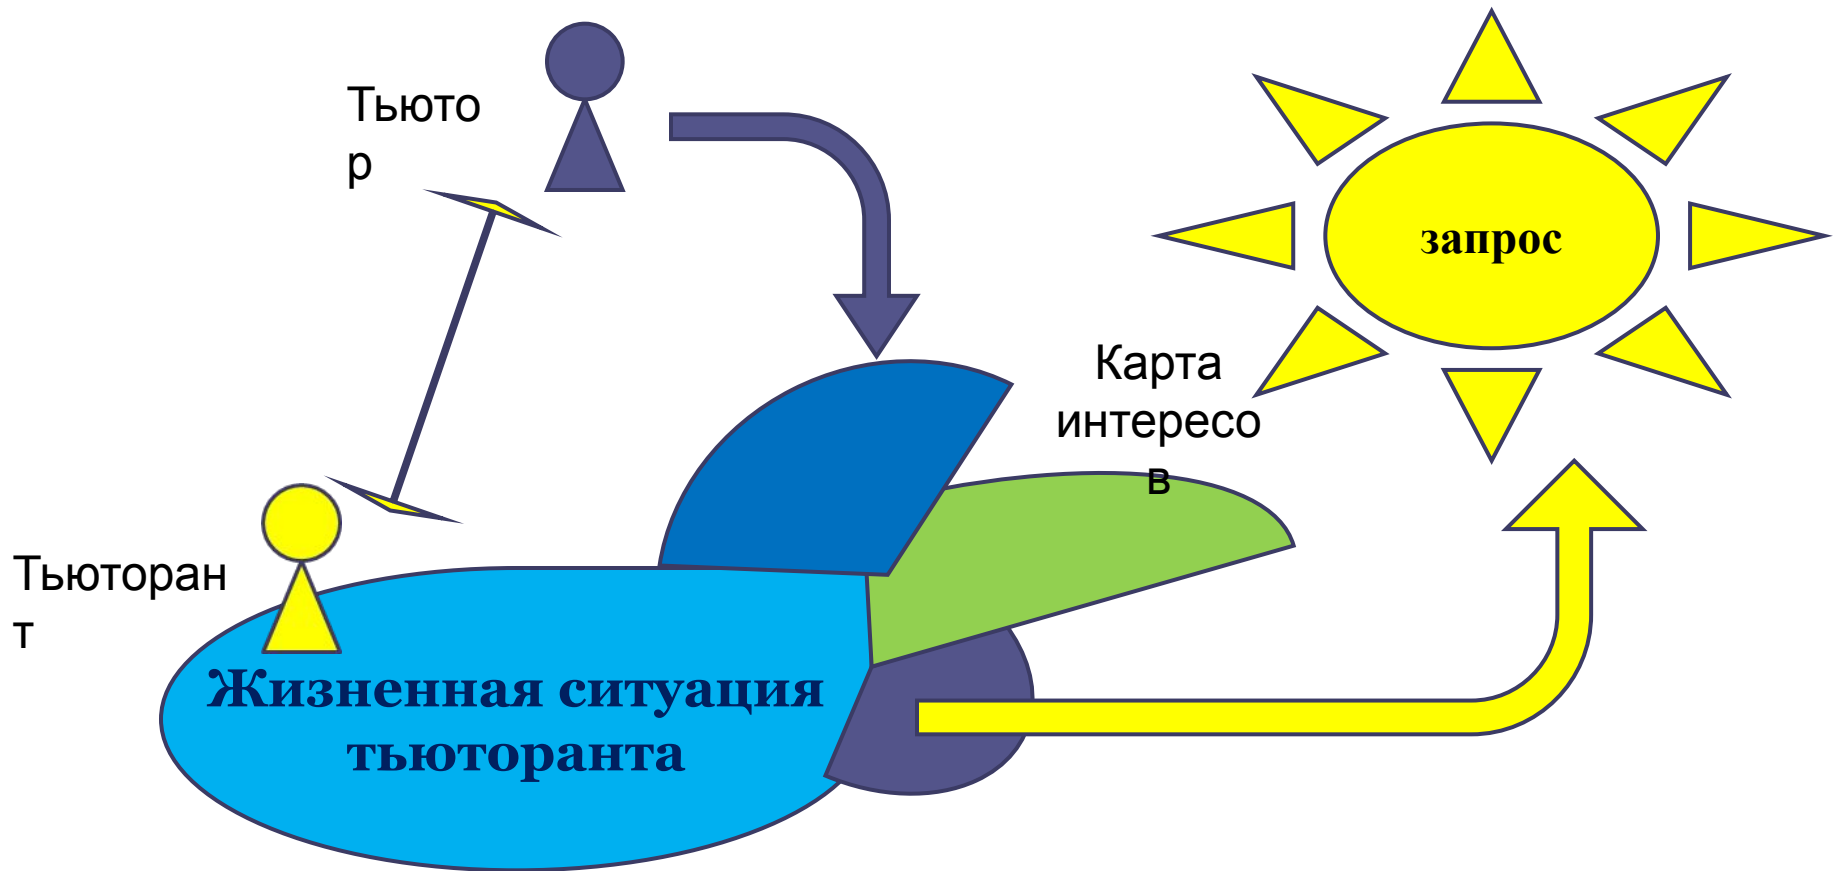 Тьюто
р
запрос
Карта
интересо
в
Тьюторан
т
Жизненная ситуация
тьюторанта